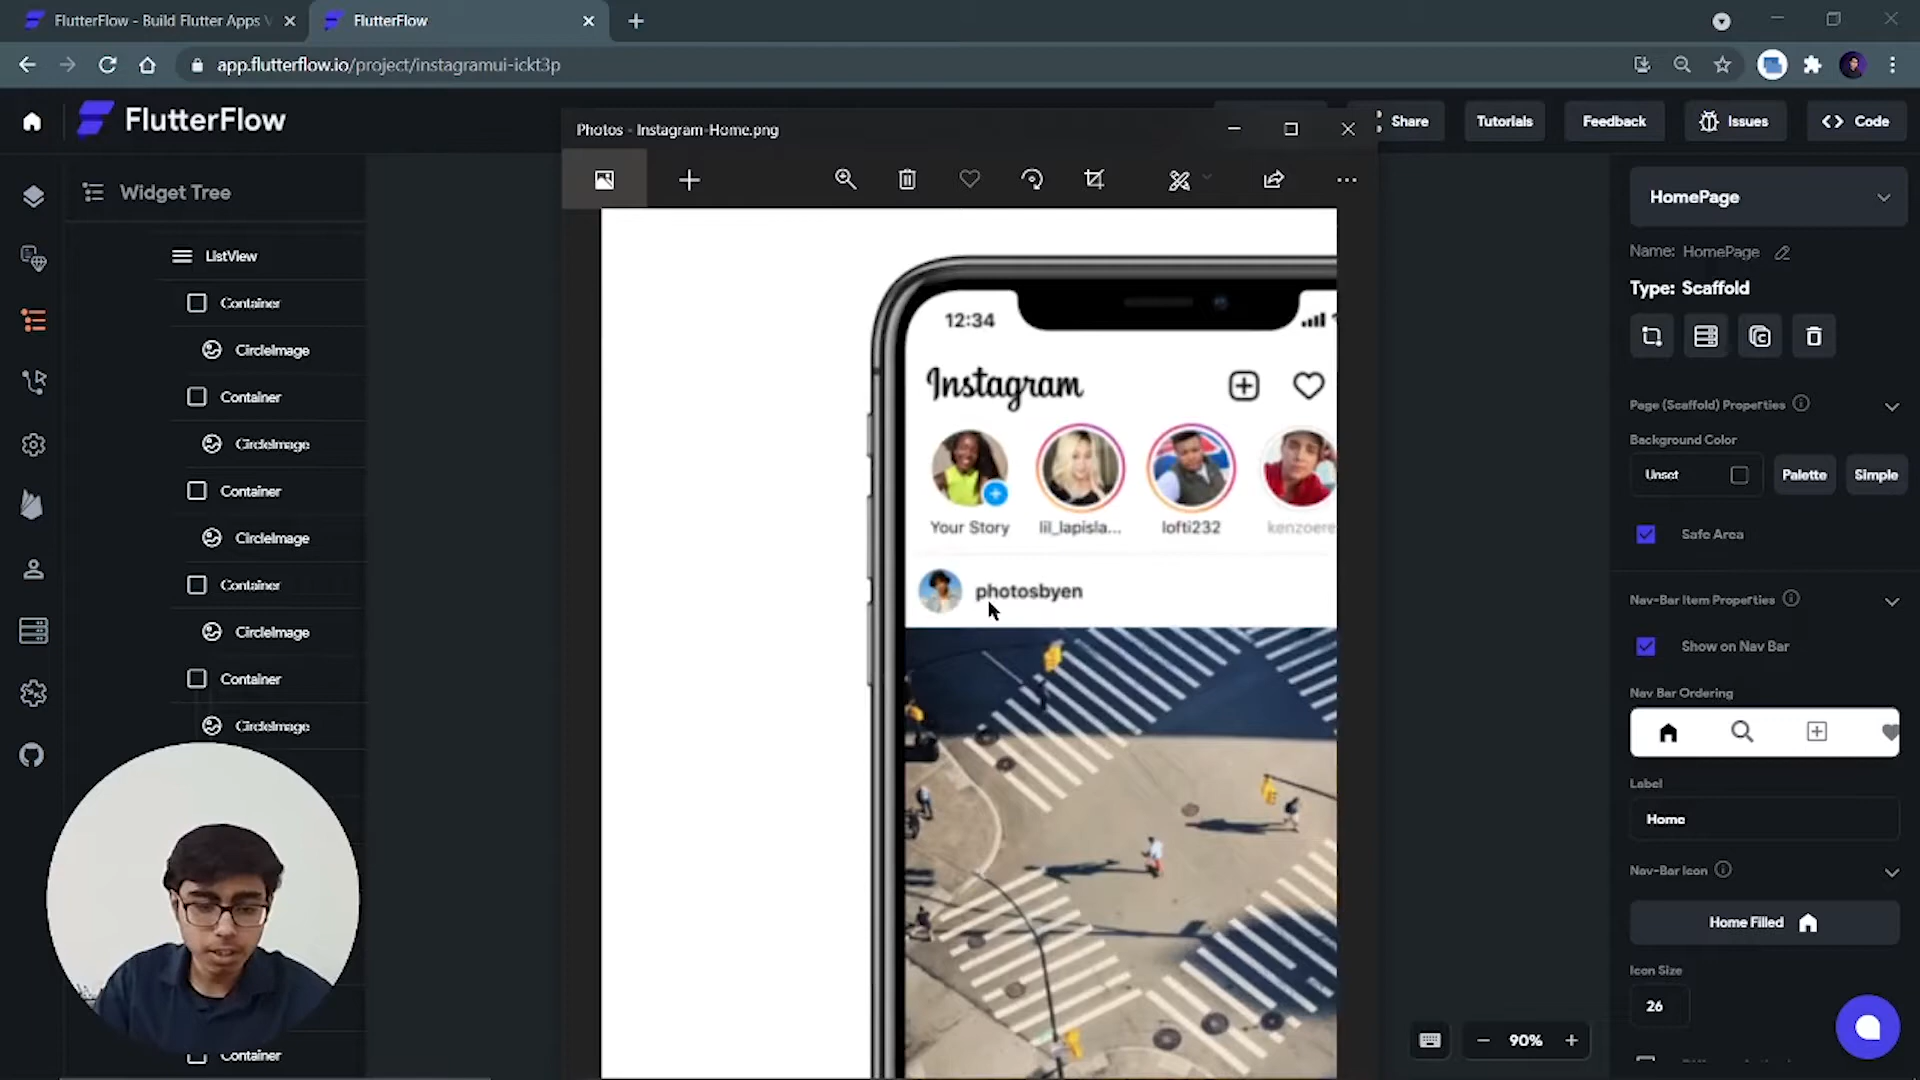 FlutterFlow - Build Flutter Apps
FlutterFlow
app.flutterflow.io/project/instagramui-ickt3p
FlutterFlow
Photos - Instagram-Home.png
Share
Tutorials
Feedback
Issues
Code
Widget Tree
ListView
Container
CircleImage
Container
CircleImage
Container
CircleImage
Container
CircleImage
Container
CircleImage
Container
12:34
Instagram
Your Story
lil_lapisla...
lofti232
kenzoere
photosbyen
HomePage
Name: HomePage
Type: Scaffold
Page (Scaffold) Properties
Background Color
Unset
Palette
Simple
Safe Area
Nav-Bar Item Properties
Show on Nav Bar
Nav Bar Ordering
Label
Home
Nav-Bar Icon
Home Filled
Icon Size
26
90%